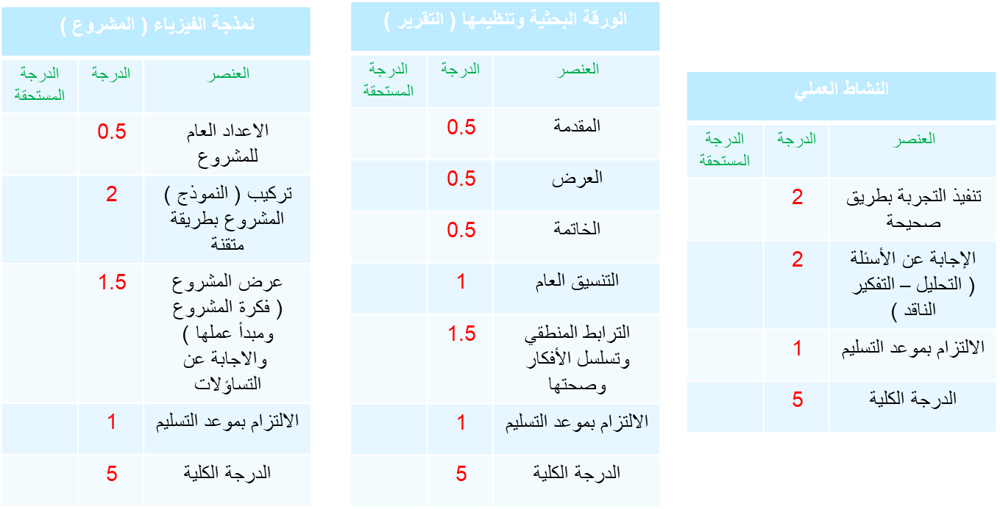 النشاط العملي
العنصر
الدرجة
الدرجة
المستحقة
تنفيذ التجربة بطريق
صحيحة
2
الإجابة عن الأسئلة
( التحليل – التفكير
الناقد )
2
الالتزام بموعد التسليم
1
الدرجة الكلية
5
الورقة البحثية وتنظيمها ( التقرير )
العنصر
الدرجة
الدرجة
المستحقة
المقدمة
0.5
العرض
0.5
الخاتمة
0.5
التنسيق العام
1
الترابط المنطقي
وتسلسل الأفكار
وصحتها
1.5
الالتزام بموعد التسليم
1
الدرجة الكلية
5
نمذجة الفيزياء ( المشروع )
العنصر
الدرجة
الدرجة
المستحقة
الاعداد العام
للمشروع
0.5
تركيب ( النموذج )
المشروع بطريقة
متقنة
2
عرض المشروع
( فكرة المشروع
ومبدأ عملها )
والاجابة عن
التساؤلات
1.5
الالتزام بموعد التسليم
1
الدرجة الكلية
5